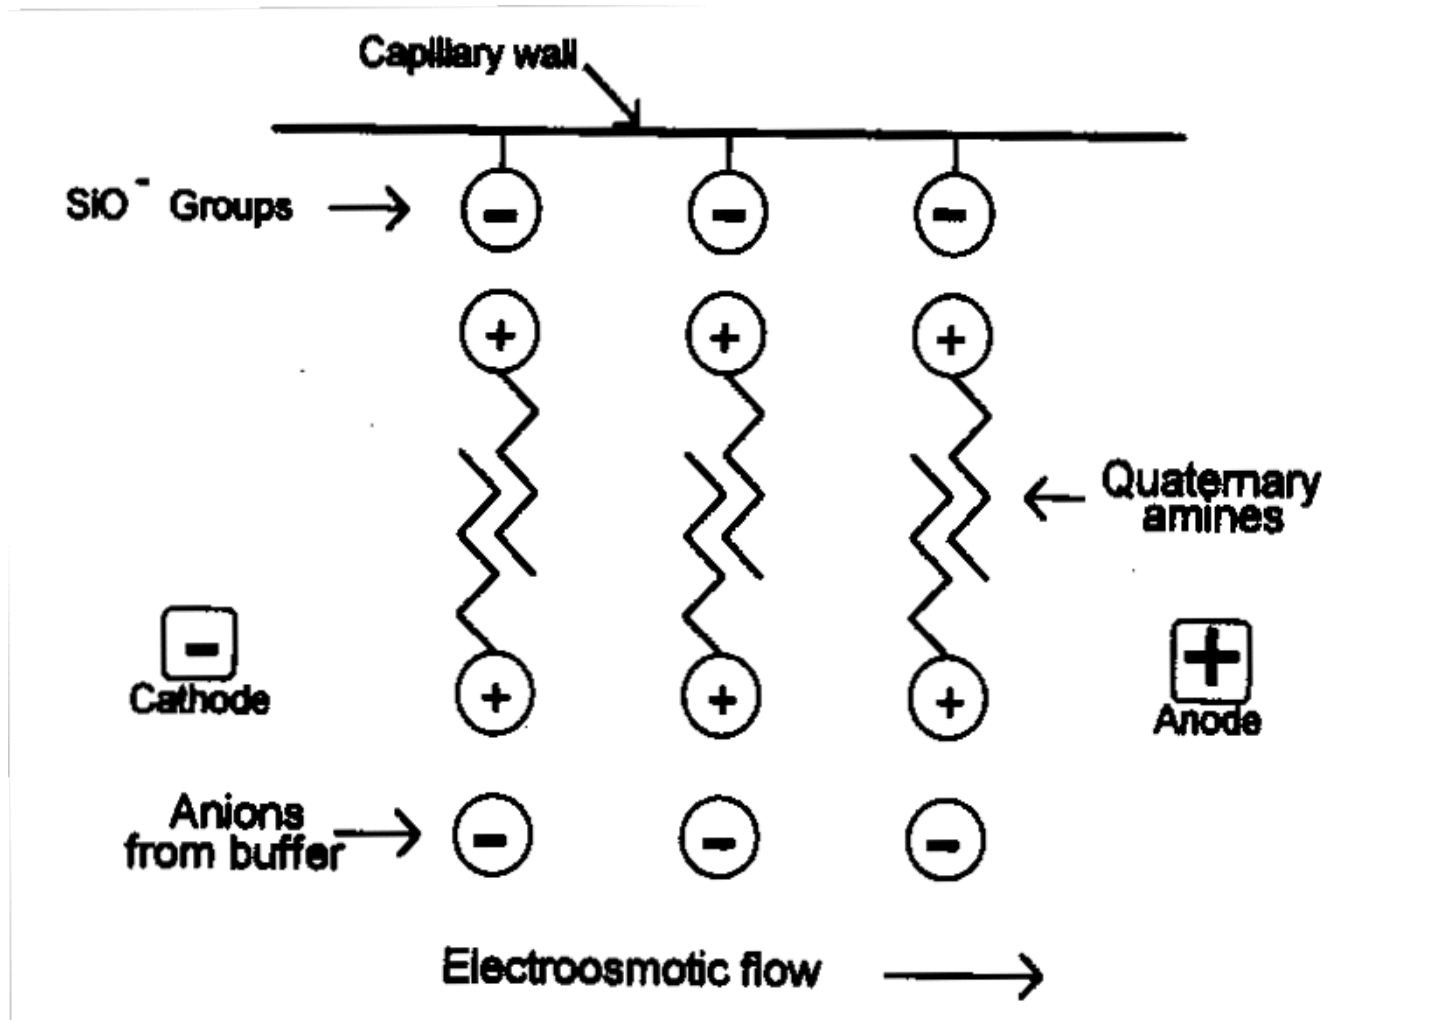 Capillary wall
SiO⁻ Groups
-
-
-
+
+
+
Quaternary
amines
-
Cathode
+
Anode
+
+
+
Anions
from buffer
-
-
-
Electroosmotic flow